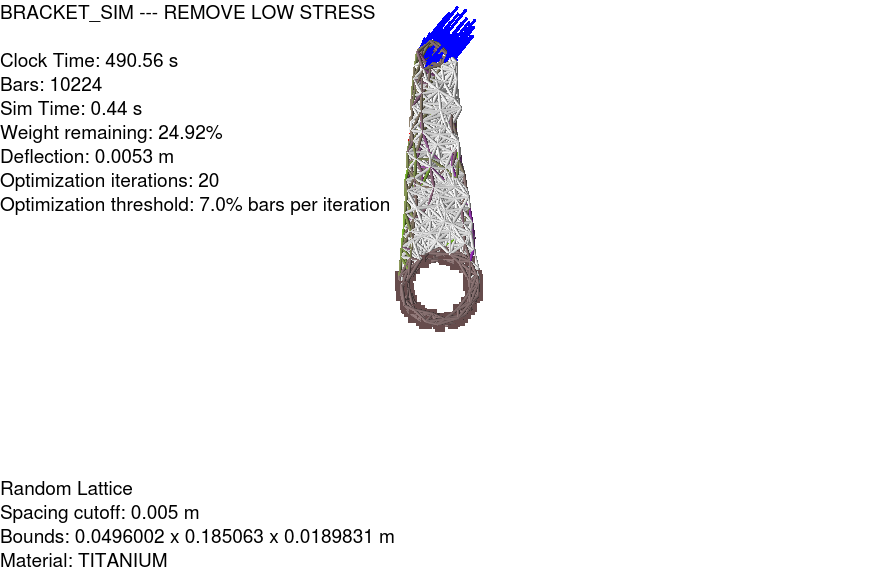 BRACKET_SIM --- REMOVE LOW STRESS
Clock Time: 490.56 s
Bars: 10224
Sim Time: 0.44 s
Weight remaining: 24.92%
Deflection: 0.0053 m
Optimization iterations: 20
Optimization threshold: 7.0% bars per iteration
Random Lattice
Spacing cutoff: 0.005 m
Bounds: 0.0496002 x 0.185063 x 0.0189831 m
Material: TITANIUM